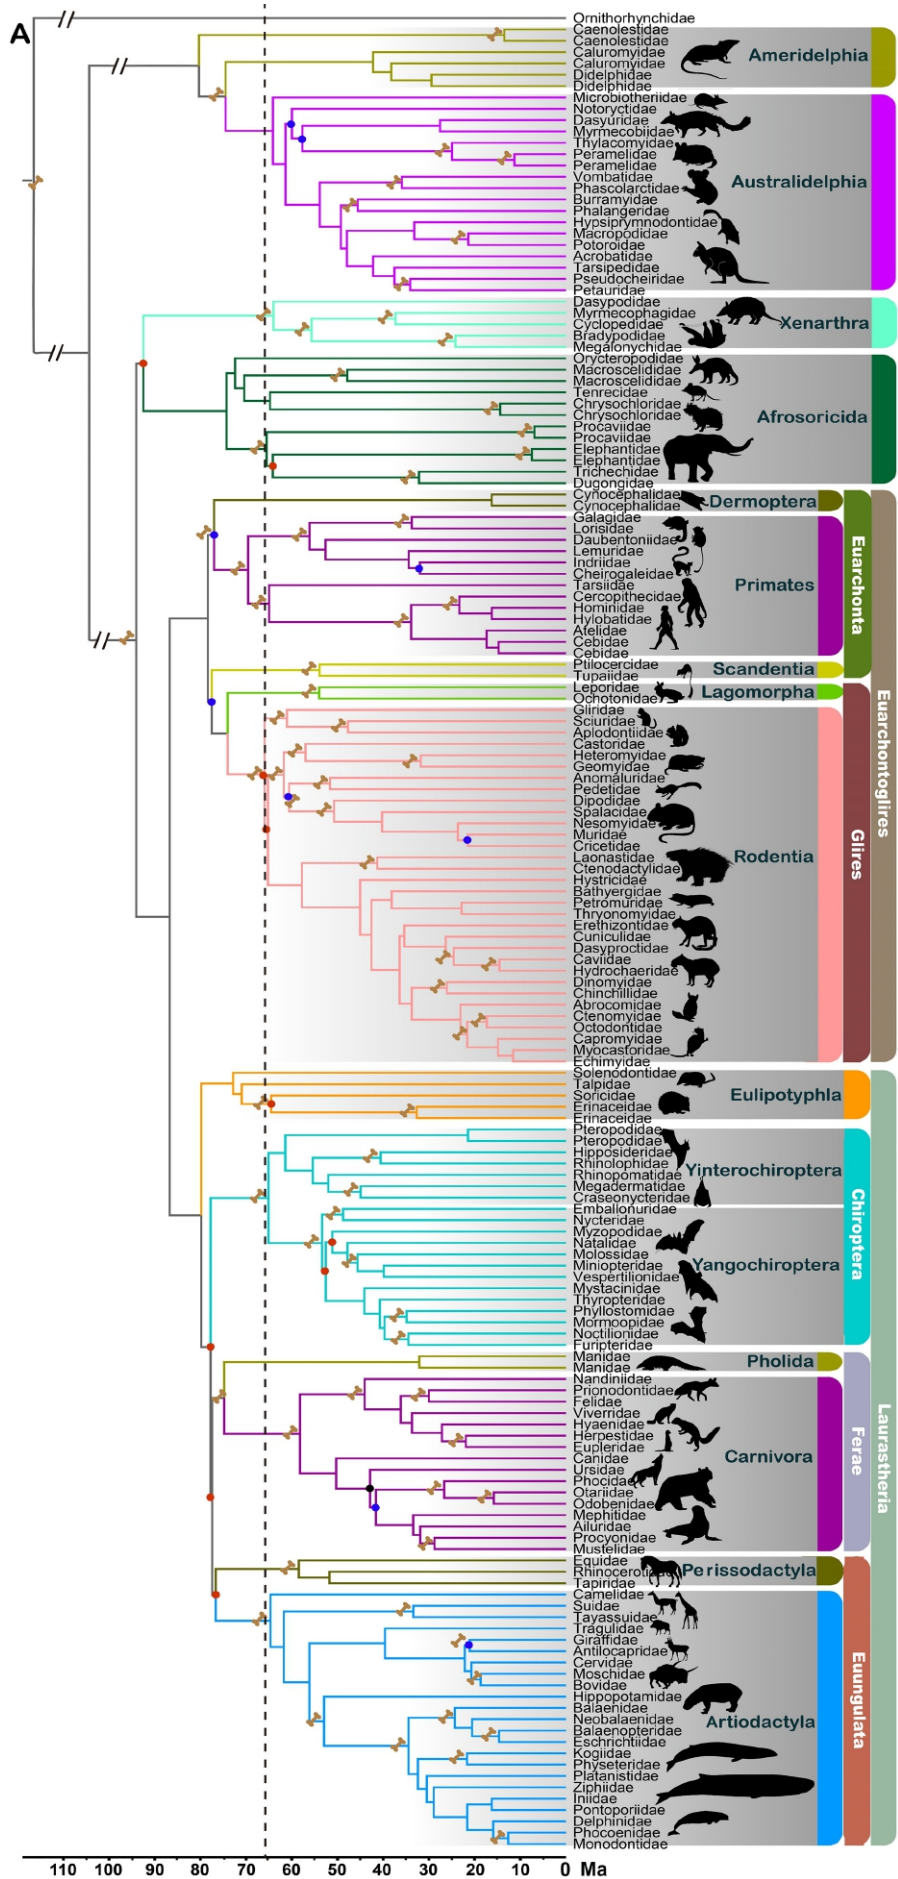 A
Ornithorhynchidae
Caenolestidae
Caenolestidae
Caluromyidae
Caluromyidae
Didelphidae
Didelphidae
Ameridelphia
Microbiotheriidae
Notoryctidae
Dasyuridae
Myrmecobiidae
Thylacomyidae
Peramelidae
Peramelidae
Vombatidae
Phascolarctidae
Burramyidae
Phalangeridae
Hypsiprymnodontidae
Macropodidae
Potoroidae
Acrobatidae
Tarsipedidae
Pseudocheiridae
Petauridae
Australidelphia
Dasypodidae
Myrmecophagidae
Cyclopedidae
Bradypodidae
Megalonychidae
Xenarthra
Orycteropodidae
Macroscelididae
Macroscelididae
Tenrecidae
Chrysochloridae
Chrysochloridae
Procaviidae
Procaviidae
Elephantidae
Elephantidae
Trichechidae
Dugongidae
Afrosoricida
Cynocephalidae
Cynocephalidae
Dermoptera
Galagidae
Lorisidae
Daubentoniidae
Lemuridae
Indriidae
Cheirogaleidae
Tarsiidae
Cercopithecidae
Hominidae
Hylobatidae
Atelidae
Cebidae
Cebidae
Primates
Ptilocercidae
Tupaiidae
Scandentia
Euarchonta
Leporidae
Ochotonidae
Lagomorpha
Gliridae
Sciuridae
Aplodontiidae
Castoridae
Heteromyidae
Geomyidae
Anomaluridae
Pedetidae
Dipodidae
Spalacidae
Nesomyidae
Muridae
Cricetidae
Laonastidae
Ctenodactylidae
Hystricidae
Bathyergidae
Petromuridae
Thryonomyidae
Erethizontidae
Cuniculidae
Dasyproctidae
Caviidae
Hydrochaeridae
Dinomyidae
Chinchillidae
Abrocomidae
Ctenomyidae
Octodontidae
Capromyidae
Myocastoridae
Echimyidae
Rodentia
Glires
Euarchontoglires
Solenodontidae
Talpidae
Soricidae
Erinaceidae
Erinaceidae
Eulipotyphla
Pteropodidae
Pteropodidae
Hipposideridae
Rhinolophidae
Rhinopomatidae
Megadermatidae
Craseonycteridae
Yinterochiroptera
Emballonuridae
Nycteridae
Myzopodidae
Natalidae
Molossidae
Miniopteridae
Vespertilionidae
Mystacinidae
Thyropteridae
Phyllostomidae
Mormoopidae
Noctilionidae
Furipteridae
Yangochiroptera
Chiroptera
Manidae
Manidae
Pholida
Nandiniidae
Prionodontidae
Felidae
Viverridae
Hyaenidae
Herpestidae
Eupleridae
Canidae
Ursidae
Phocidae
Otariidae
Odobenidae
Mephitidae
Ailuridae
Procyonidae
Mustelidae
Carnivora
Ferae
Equidae
Tapiridae
Perissodactyla
Camelidae
Suidae
Tayassuidae
Tragulidae
Giraffidae
Antilocapridae
Cervidae
Moschidae
Bovidae
Hippopotamidae
Balaenidae
Neobalaenidae
Balaenopteridae
Eschrichtiidae
Kogiidae
Physeteridae
Platanistidae
Ziphiidae
Iniidae
Pontoporiidae
Delphinidae
Phocoenidae
Monodontidae
Artiodactyla
Euungulata
Laurastheria
110 100 90 80 70 60 50 40 30 20 10 0 Ma